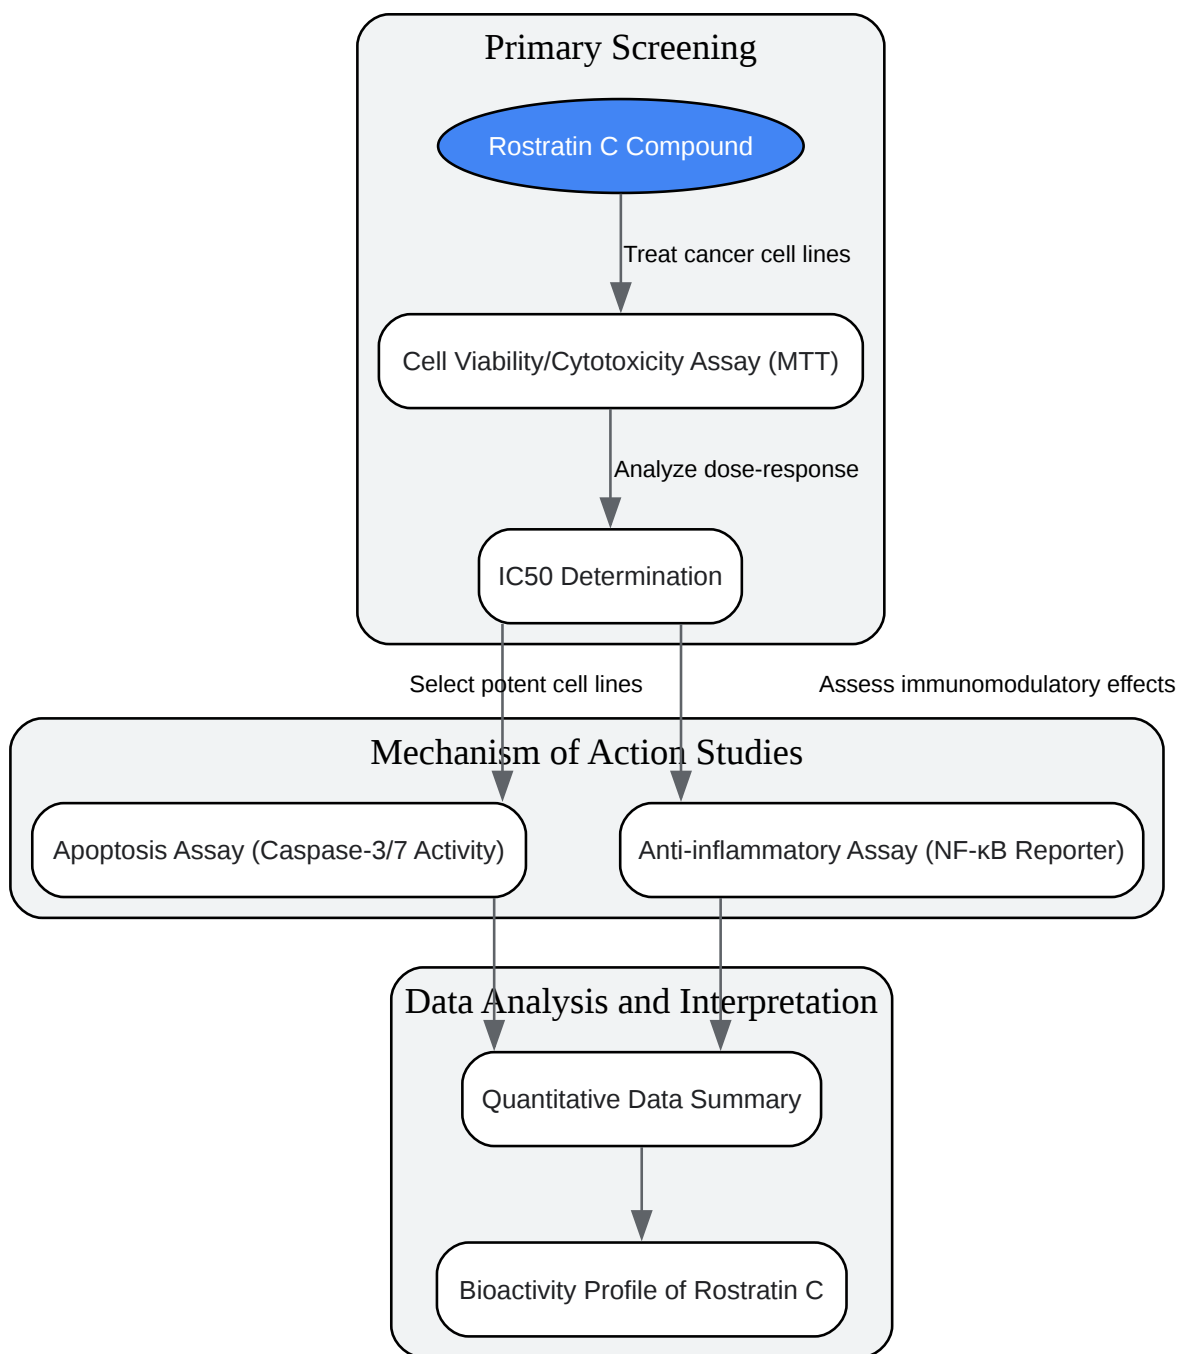 Primary Screening
Rostratin C Compound
Treat cancer cell lines
Cell Viability/Cytotoxicity Assay (MTT)
Analyze dose-response
IC50 Determination
Select potent cell lines
Assess immunomodulatory effects
Mechanism of Action Studies
Apoptosis Assay (Caspase-3/7 Activity)
Anti-inflammatory Assay (NF-κB Reporter)
Data Analysis and Interpretation
Quantitative Data Summary
Bioactivity Profile of Rostratin C